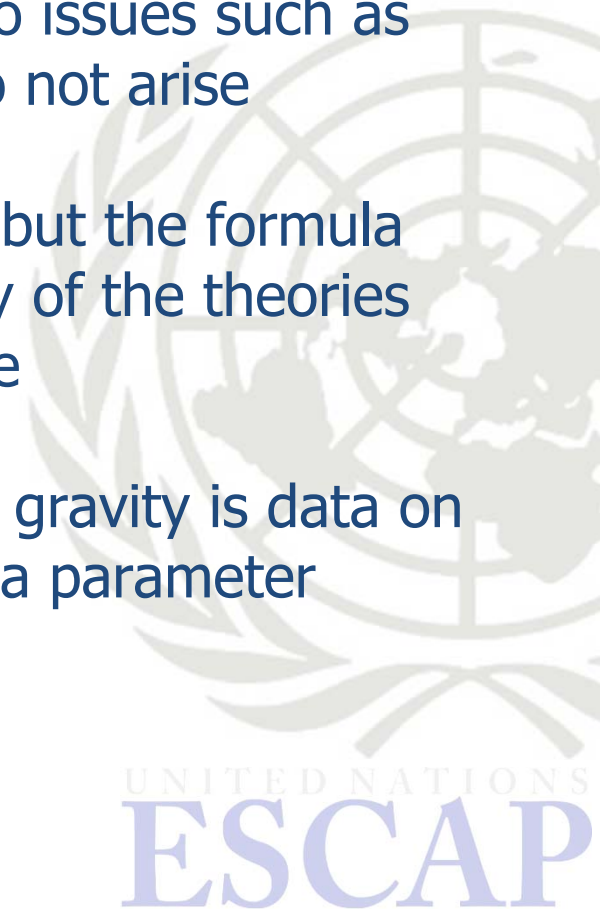 o issues such as
o not arise
but the formula
y of the theories
e
gravity is data on
a parameter
UNITED NATIONS
ESCAP